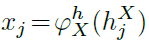 x_j = φ_X^h(h_j^X)